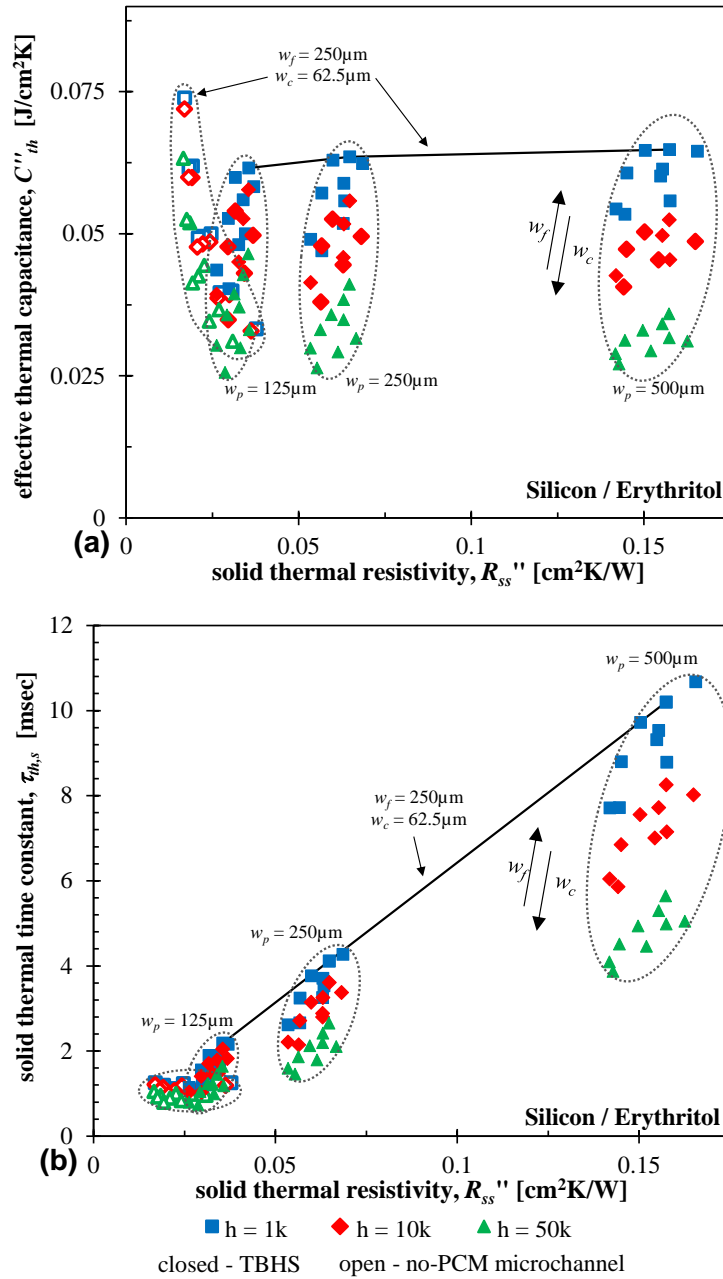 w_f = 250µm
w_c = 62.5µm
0.075
0.05
0.025
0
effective thermal capacitance, C''_th [J/cm²K]
w_f
w_c
w_p = 125µm
w_p = 250µm
w_p = 500µm
Silicon / Erythritol
(a)
0
0.05
0.1
0.15
solid thermal resistivity, R_ss'' [cm²K/W]
12
10
8
6
4
2
0
solid thermal time constant, τ_th,s [msec]
w_p = 500µm
w_f = 250µm
w_c = 62.5µm
w_f
w_c
w_p = 250µm
w_p = 125µm
Silicon / Erythritol
(b)
0
0.05
0.1
0.15
solid thermal resistivity, R_ss'' [cm²K/W]
h = 1k h = 10k h = 50k
closed - TBHS open - no-PCM microchannel